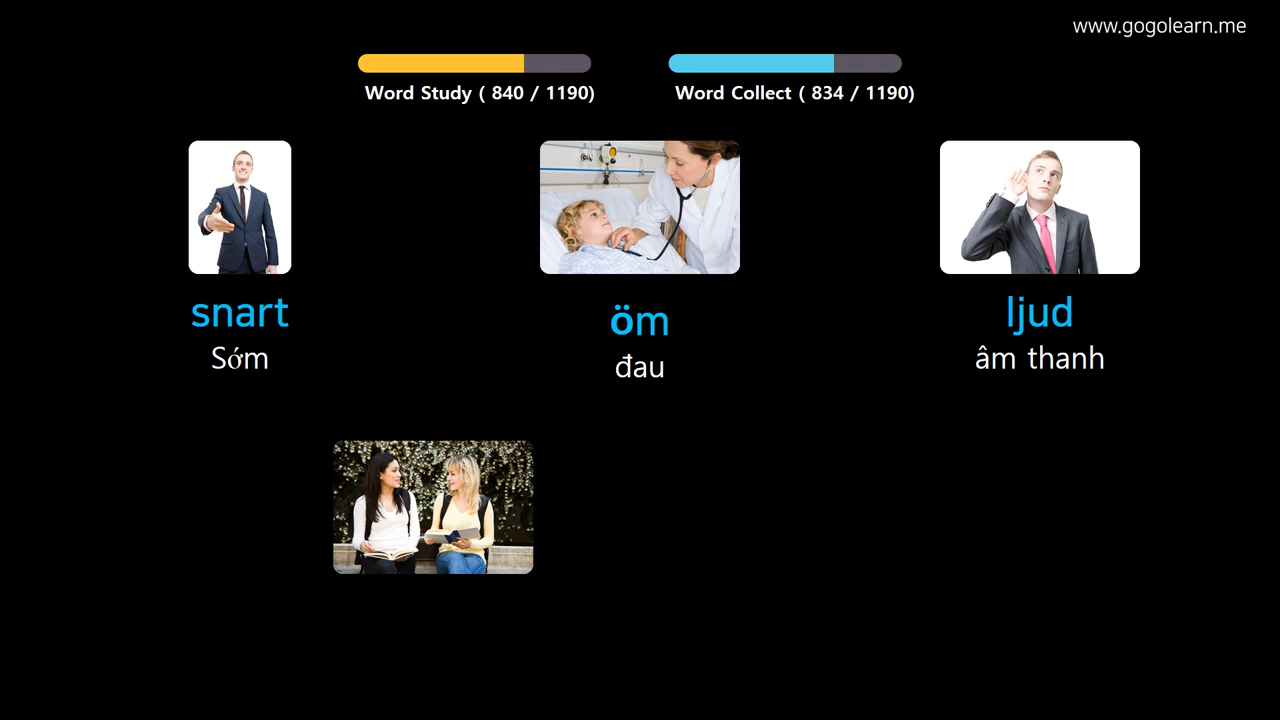 www.gogolearn.me
Word Study ( 840 / 1190)
Word Collect ( 834 / 1190)
snart
Sớm
öm
đau
ljud
âm thanh